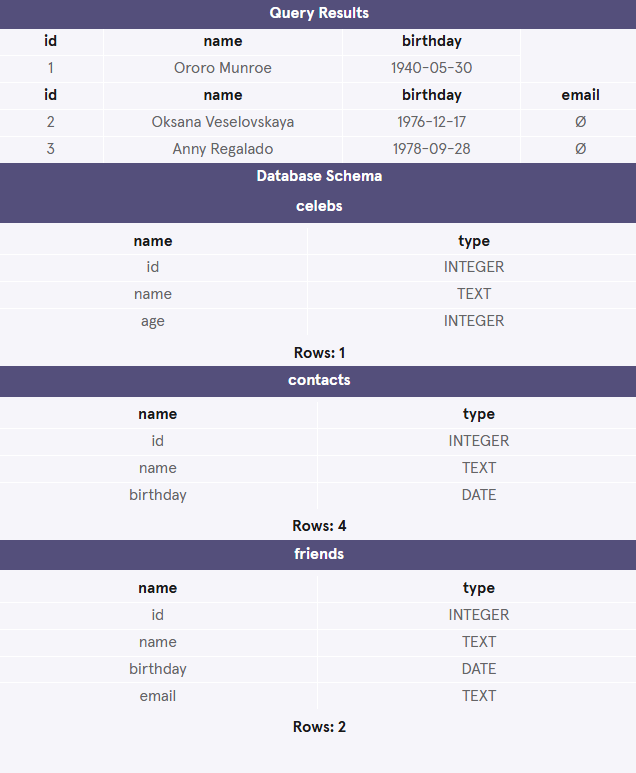 Query Results
id name birthday
1 Ororo Munroe 1940-05-30
id name birthday email
2 Oksana Veselovskaya 1976-12-17 Ø
3 Anny Regalado 1978-09-28 Ø
Database Schema
celebs
name type
id INTEGER
name TEXT
age INTEGER
Rows: 1
contacts
name type
id INTEGER
name TEXT
birthday DATE
Rows: 4
friends
name type
id INTEGER
name TEXT
birthday DATE
email TEXT
Rows: 2